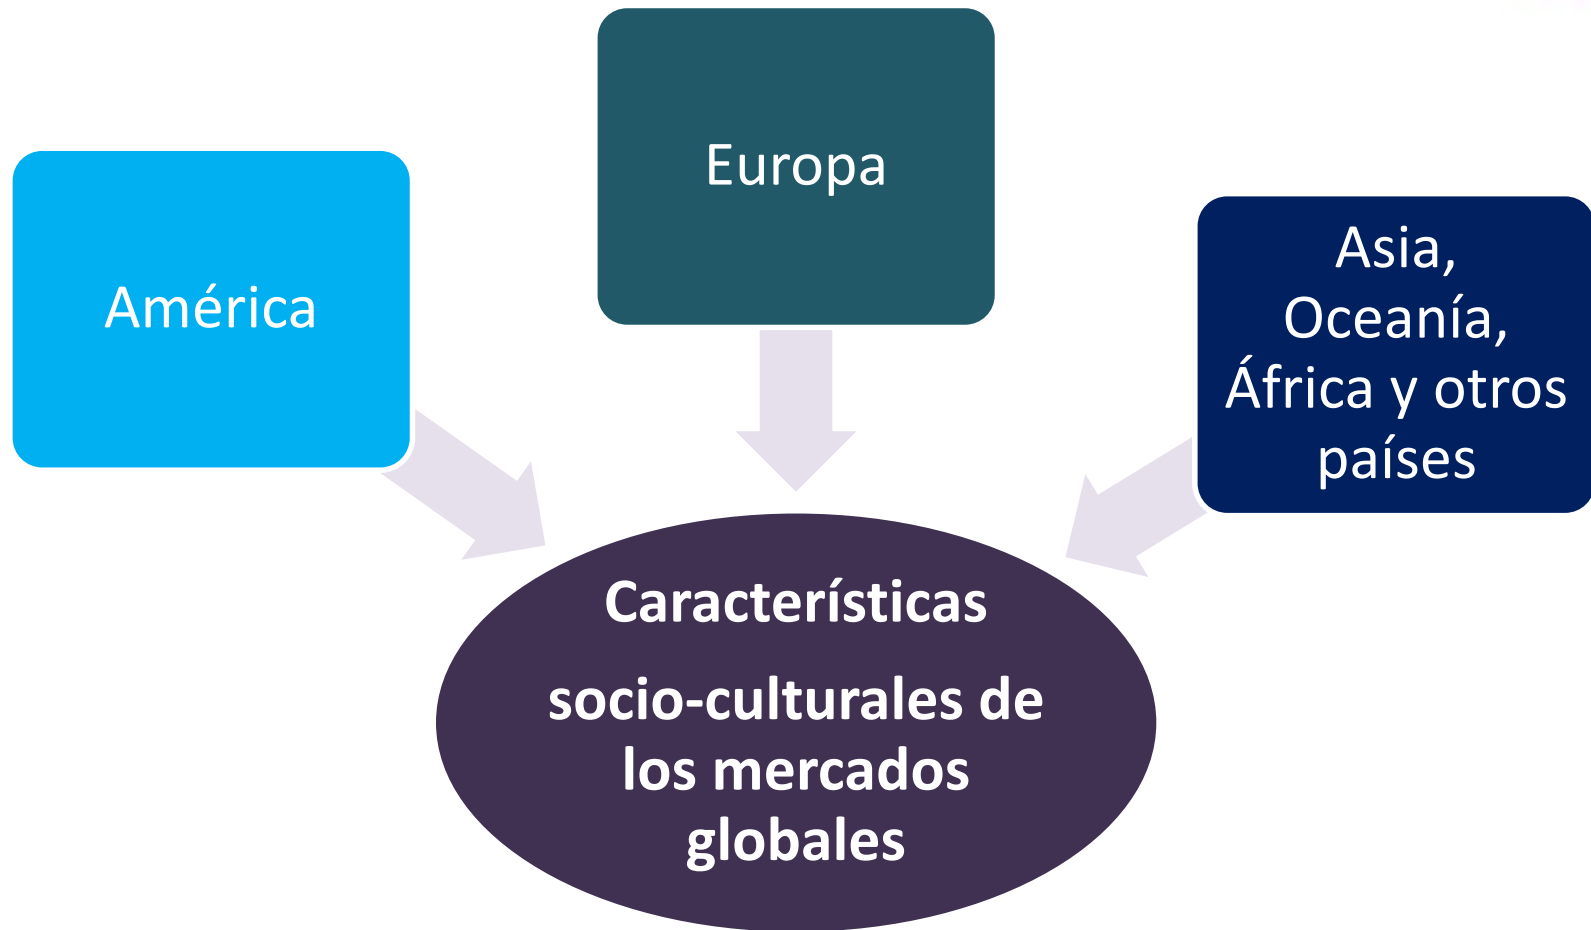 América
Europa
Asia,
Oceanía,
África y otros
países
Características
socio-culturales de
los mercados
globales